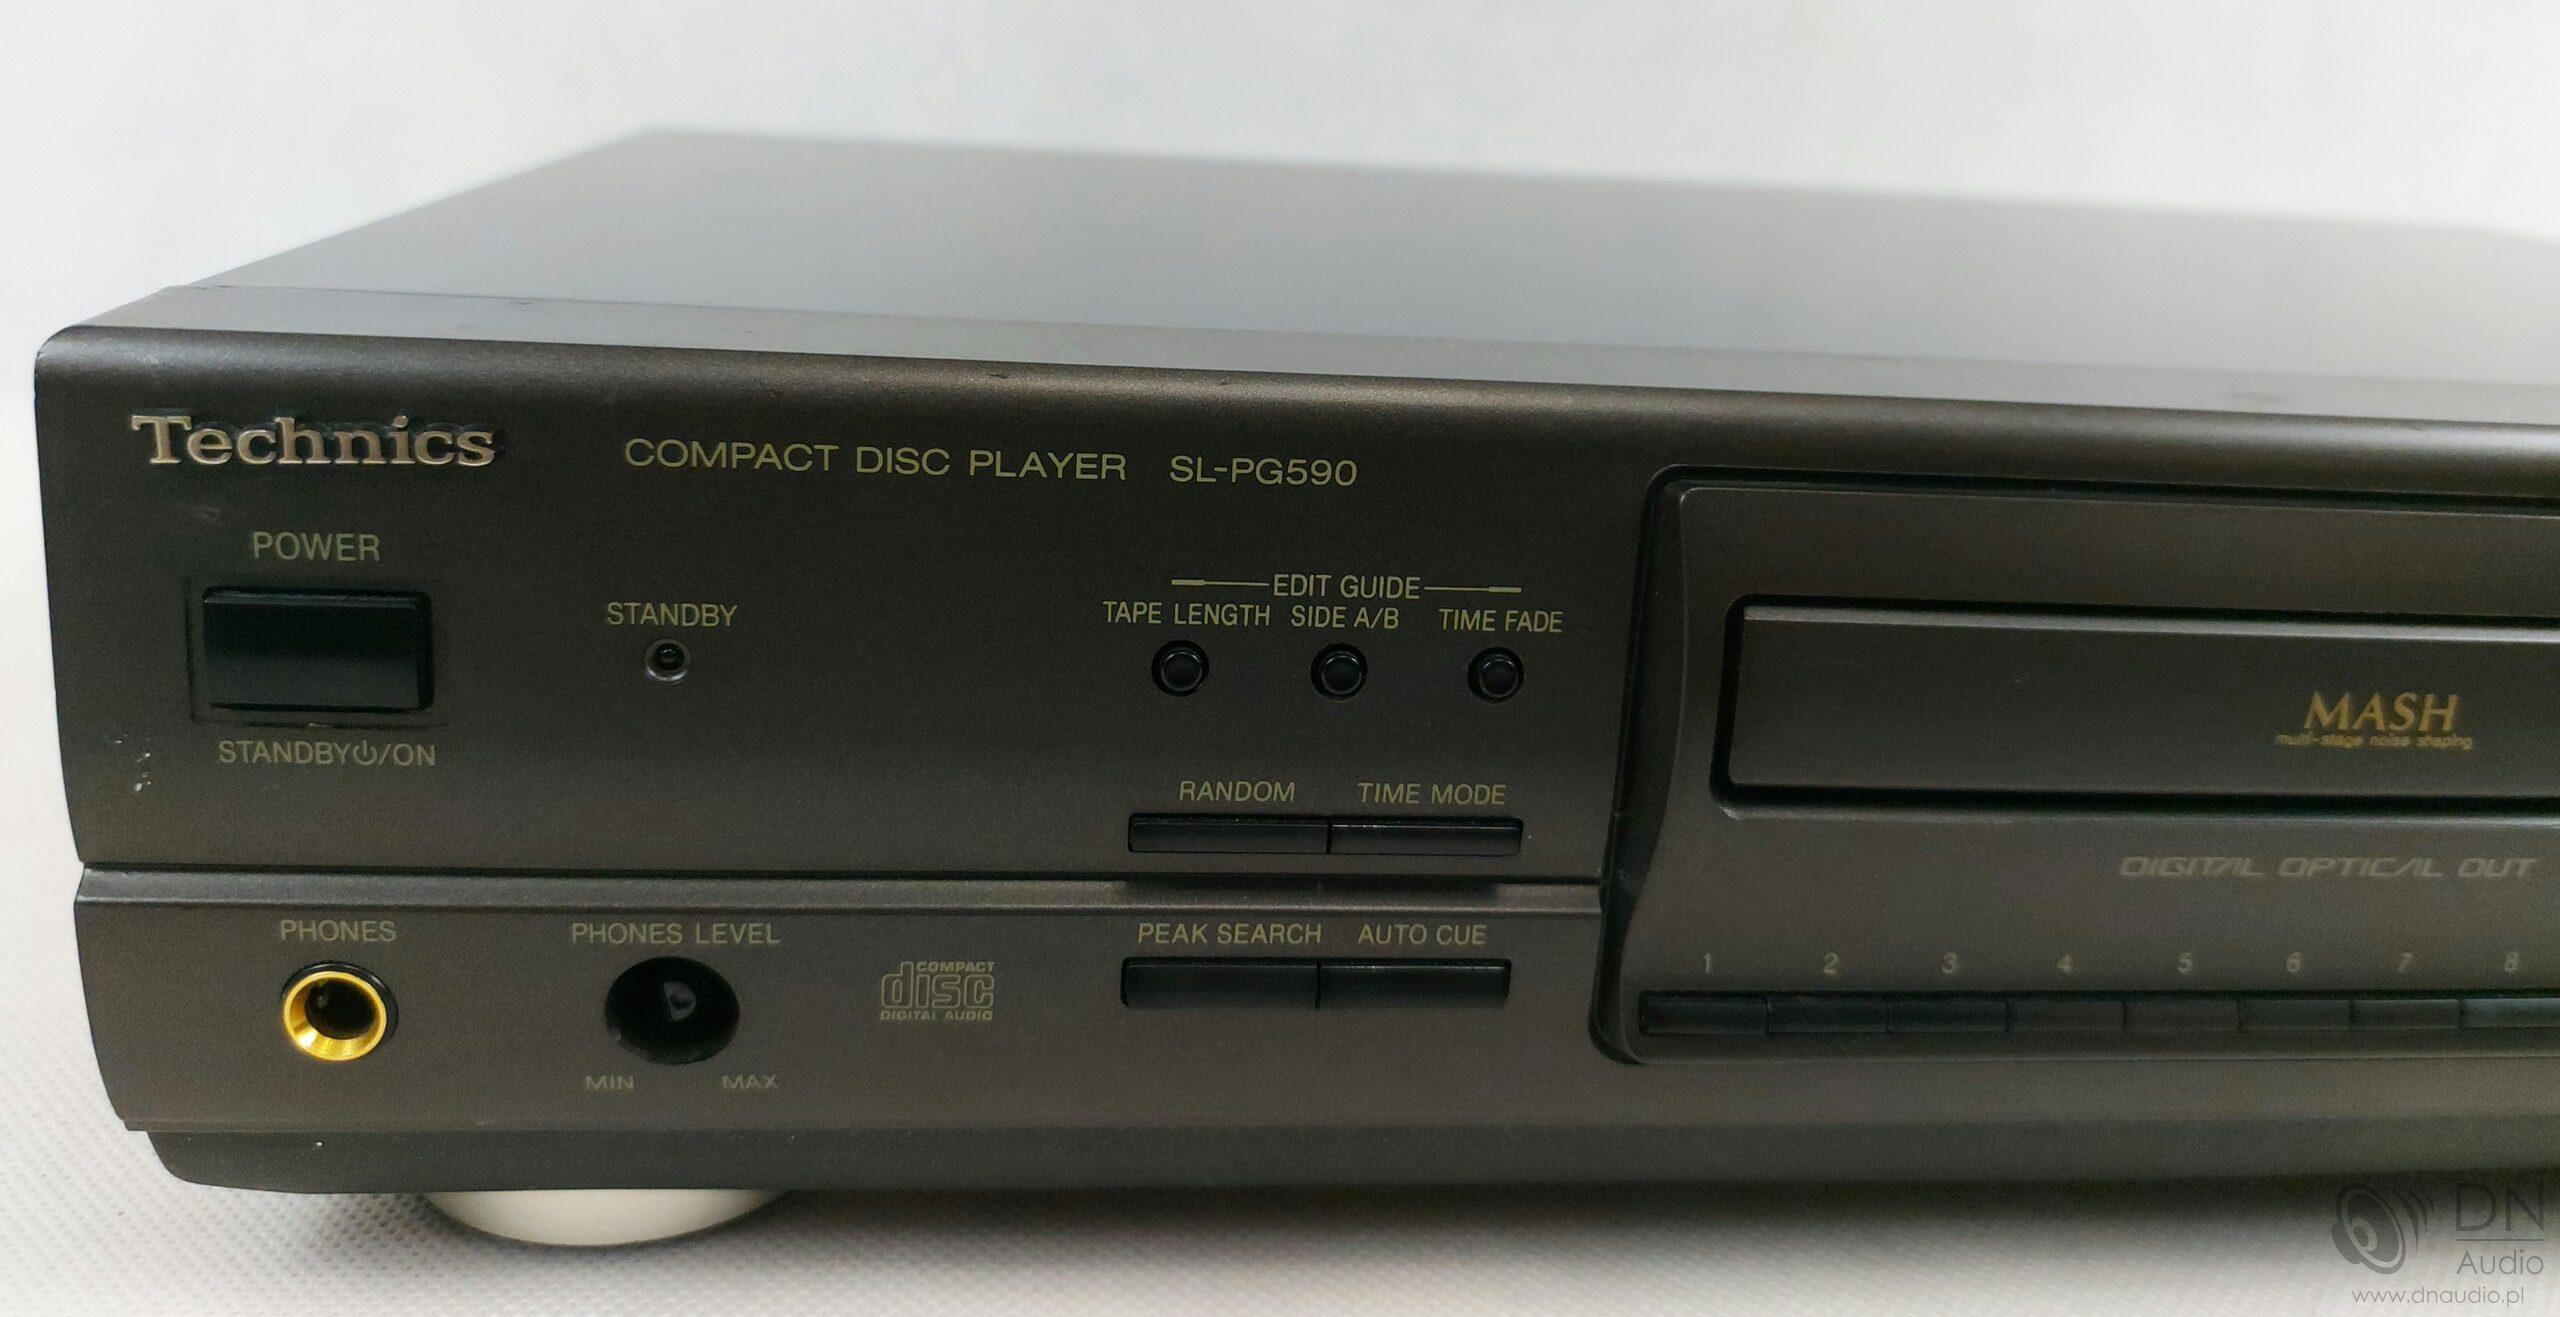 Technics
COMPACT DISC PLAYER SL-PG590
POWER
STANDBY⏻/ON
STANDBY
EDIT GUIDE
TAPE LENGTH SIDE A/B TIME FADE
RANDOM TIME MODE
MASH
multi-stage noise shaping
DIGITAL OPTICAL OUT
PHONES
PHONES LEVEL
MIN MAX
COMPACT
disc
DIGITAL AUDIO
PEAK SEARCH AUTO CUE
1 2 3 4 5 6 7 8
DN
Audio
www.dnaudio.pl